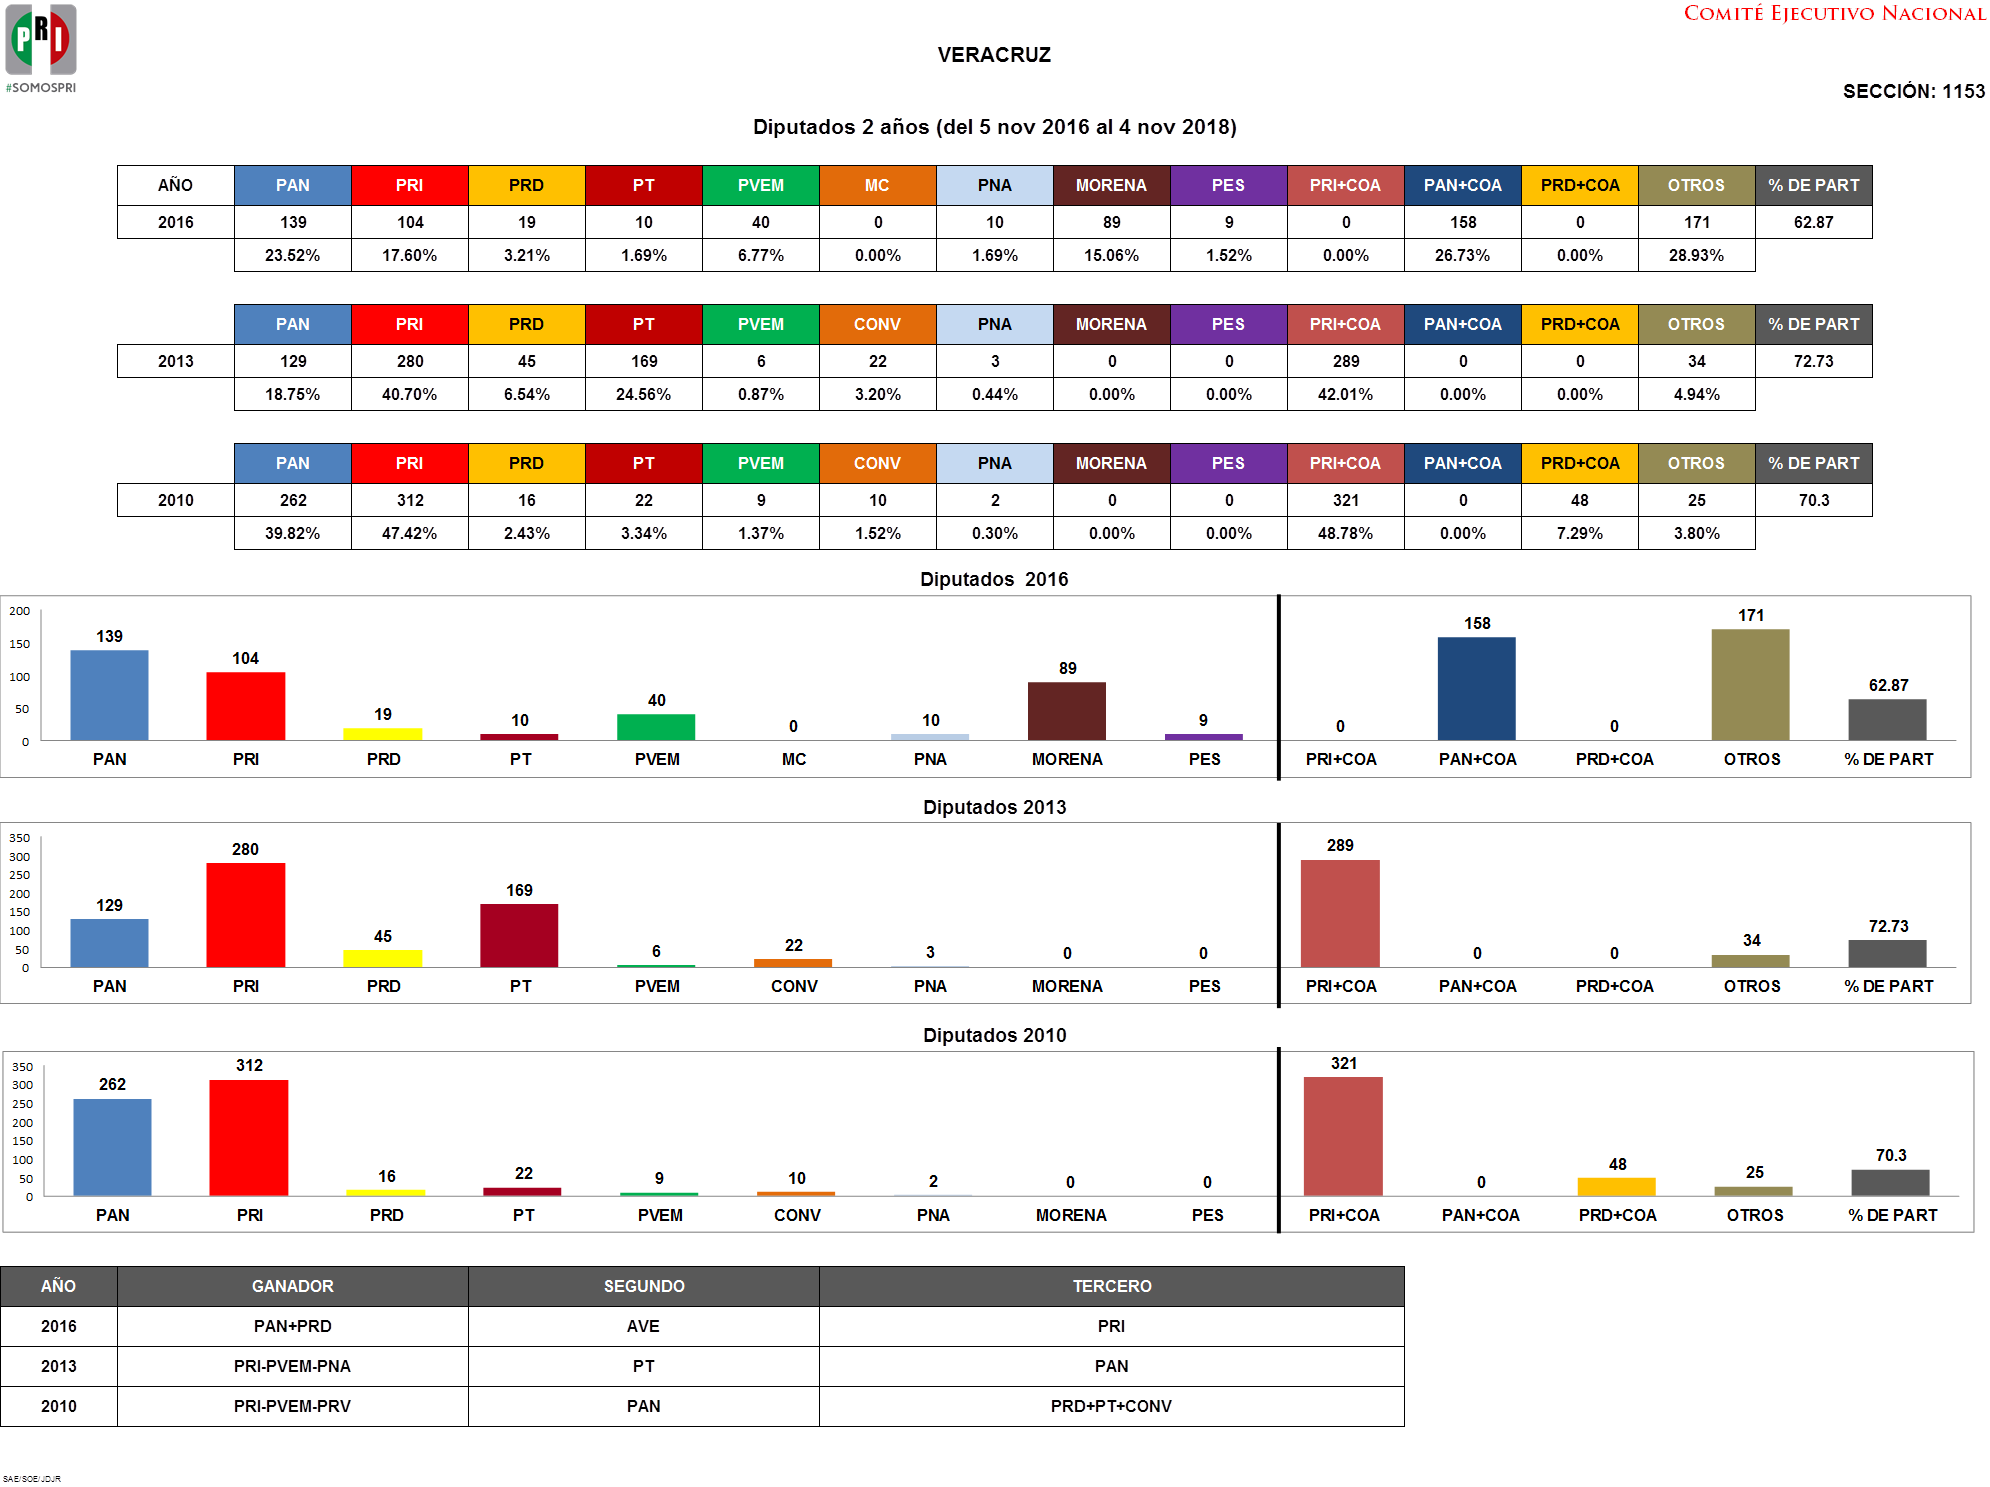 PRI
#SOMOSPRI
COMITÉ EJECUTIVO NACIONAL
VERACRUZ
SECCIÓN: 1153
Diputados 2 años (del 5 nov 2016 al 4 nov 2018)
AÑO PAN PRI PRD PT PVEM MC PNA MORENA PES PRI+COA PAN+COA PRD+COA OTROS % DE PART
2016 139 104 19 10 40 0 10 89 9 0 158 0 171 62.87
23.52% 17.60% 3.21% 1.69% 6.77% 0.00% 1.69% 15.06% 1.52% 0.00% 26.73% 0.00% 28.93%
PAN PRI PRD PT PVEM CONV PNA MORENA PES PRI+COA PAN+COA PRD+COA OTROS % DE PART
2013 129 280 45 169 6 22 3 0 0 289 0 0 34 72.73
18.75% 40.70% 6.54% 24.56% 0.87% 3.20% 0.44% 0.00% 0.00% 42.01% 0.00% 0.00% 4.94%
PAN PRI PRD PT PVEM CONV PNA MORENA PES PRI+COA PAN+COA PRD+COA OTROS % DE PART
2010 262 312 16 22 9 10 2 0 0 321 0 48 25 70.3
39.82% 47.42% 2.43% 3.34% 1.37% 1.52% 0.30% 0.00% 0.00% 48.78% 0.00% 7.29% 3.80%
Diputados 2016
200
150
100
50
0
139 104 19 10 40 0 10 89 9 0 158 0 171 62.87
PAN PRI PRD PT PVEM MC PNA MORENA PES PRI+COA PAN+COA PRD+COA OTROS % DE PART
Diputados 2013
350
300
250
200
150
100
50
0
129 280 45 169 6 22 3 0 0 289 0 0 34 72.73
PAN PRI PRD PT PVEM CONV PNA MORENA PES PRI+COA PAN+COA PRD+COA OTROS % DE PART
Diputados 2010
350
300
250
200
150
100
50
0
262 312 16 22 9 10 2 0 0 321 0 48 25 70.3
PAN PRI PRD PT PVEM CONV PNA MORENA PES PRI+COA PAN+COA PRD+COA OTROS % DE PART
AÑO GANADOR SEGUNDO TERCERO
2016 PAN+PRD AVE PRI
2013 PRI-PVEM-PNA PT PAN
2010 PRI-PVEM-PRV PAN PRD+PT+CONV
SAE/SOE/JDJR